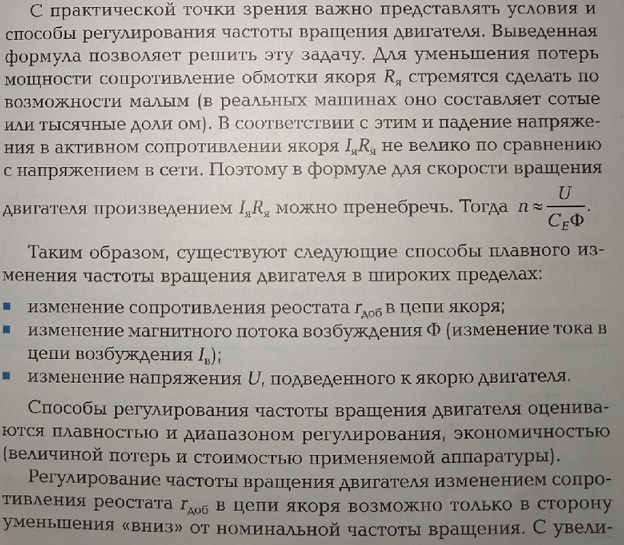 С практической точки зрения важно представлять условия и
способы регулирования частоты вращения двигателя. Выведенная
формула позволяет решить эту задачу. Для уменьшения потерь
мощности сопротивление обмотки якоря Rя стремятся сделать по
возможности малым (в реальных машинах оно составляет сотые
или тысячные доли ом). В соответствии с этим и падение напряже-
ния в активном сопротивлении якоря IяRя не велико по сравнению
с напряжением в сети. Поэтому в формуле для скорости вращения
двигателя произведением IяRя можно пренебречь. Тогда n ≈ U / (C_E Ф).
Таким образом, существуют следующие способы плавного из-
менения частоты вращения двигателя в широких пределах:
▪ изменение сопротивления реостата rдоб в цепи якоря;
▪ изменение магнитного потока возбуждения Ф (изменение тока в
цепи возбуждения Iв);
▪ изменение напряжения U, подведенного к якорю двигателя.
Способы регулирования частоты вращения двигателя оценива-
ются плавностью и диапазоном регулирования, экономичностью
(величиной потерь и стоимостью применяемой аппаратуры).
Регулирование частоты вращения двигателя изменением сопро-
тивления реостата rдоб в цепи якоря возможно только в сторону
уменьшения «вниз» от номинальной частоты вращения. С увели-